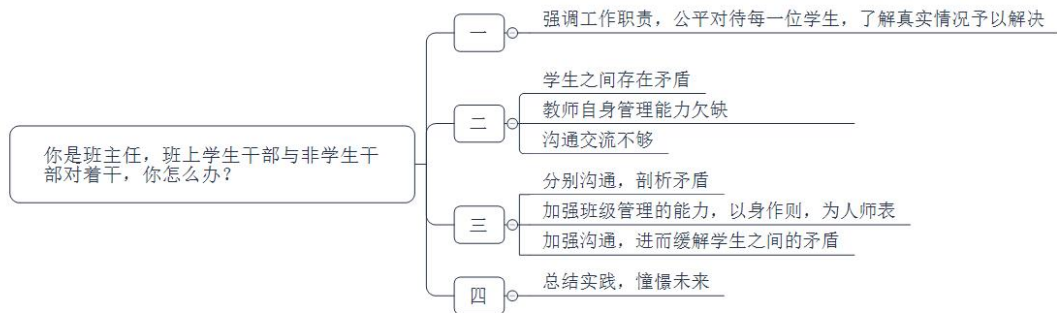 你是班主任，班上学生干部与非学生干
部对着干，你怎么办？
一
强调工作职责，公平对待每一位学生，了解真实情况予以解决
二
学生之间存在矛盾
教师自身管理能力欠缺
沟通交流不够
三
分别沟通，剖析矛盾
加强班级管理的能力，以身作则，为人师表
加强沟通，进而缓解学生之间的矛盾
四
总结实践，憧憬未来